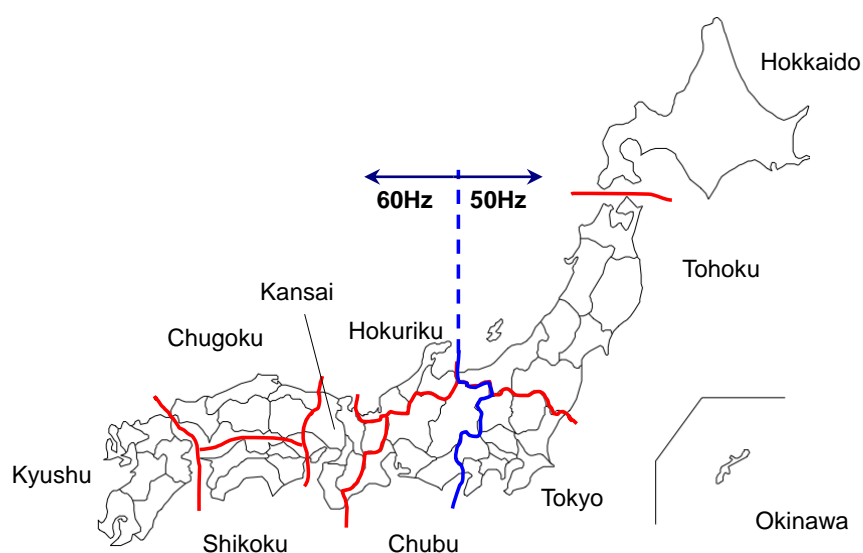 Hokkaido
60Hz
50Hz
Tohoku
Kansai
Hokuriku
Chugoku
Kyushu
Tokyo
Okinawa
Shikoku
Chubu